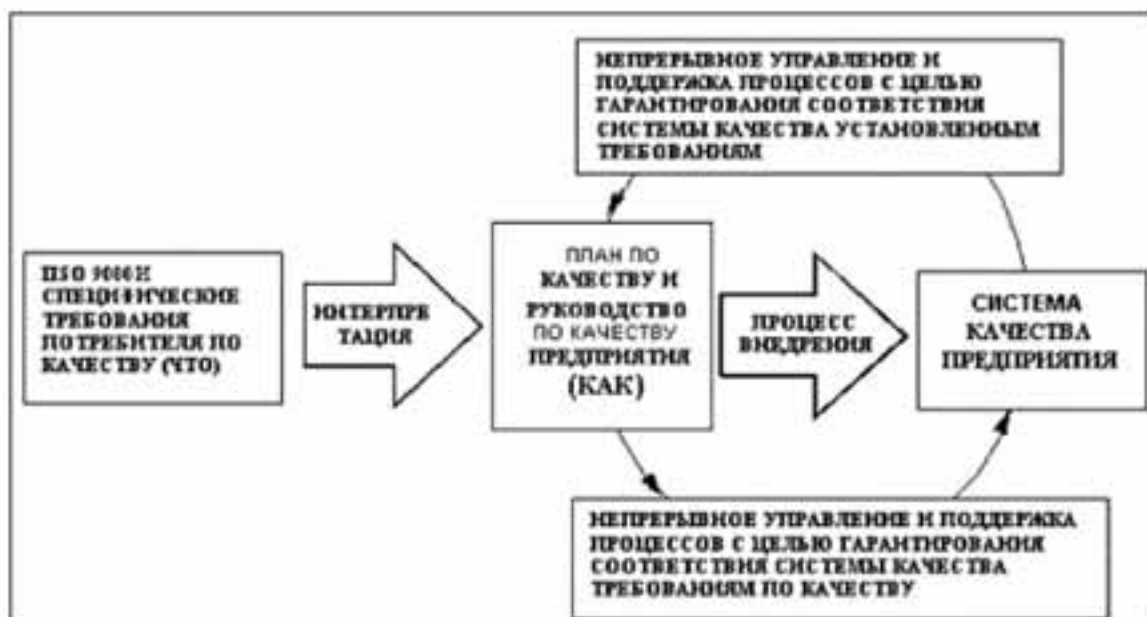 НЕПРЕРЫВНОЕ УПРАВЛЕНИЕ И
ПОДДЕРЖКА ПРОЦЕССОВ С ЦЕЛЬЮ
ГАРАНТИРОВАНИЯ СООТВЕТСТВИЯ
СИСТЕМЫ КАЧЕСТВА УСТАНОВЛЕННЫМ
ТРЕБОВАНИЯМ
ISO 9000 И
СПЕЦИФИЧЕСКИЕ
ТРЕБОВАНИЯ
ПОТРЕБИТЕЛЯ ПО
КАЧЕСТВУ (ЧТО)
ИНТЕРПРЕ
ТАЦИЯ
ПЛАН ПО
КАЧЕСТВУ И
РУКОВОДСТВО
ПО КАЧЕСТВУ
ПРЕДПРИЯТИЯ
(КАК)
ПРОЦЕСС
ВНЕДРЕНИЯ
СИСТЕМА
КАЧЕСТВА
ПРЕДПРИЯТИЯ
НЕПРЕРЫВНОЕ УПРАВЛЕНИЕ И ПОДДЕРЖКА
ПРОЦЕССОВ С ЦЕЛЬЮ ГАРАНТИРОВАНИЯ
СООТВЕТСТВИЯ СИСТЕМЫ КАЧЕСТВА
ТРЕБОВАНИЯМ ПО КАЧЕСТВУ